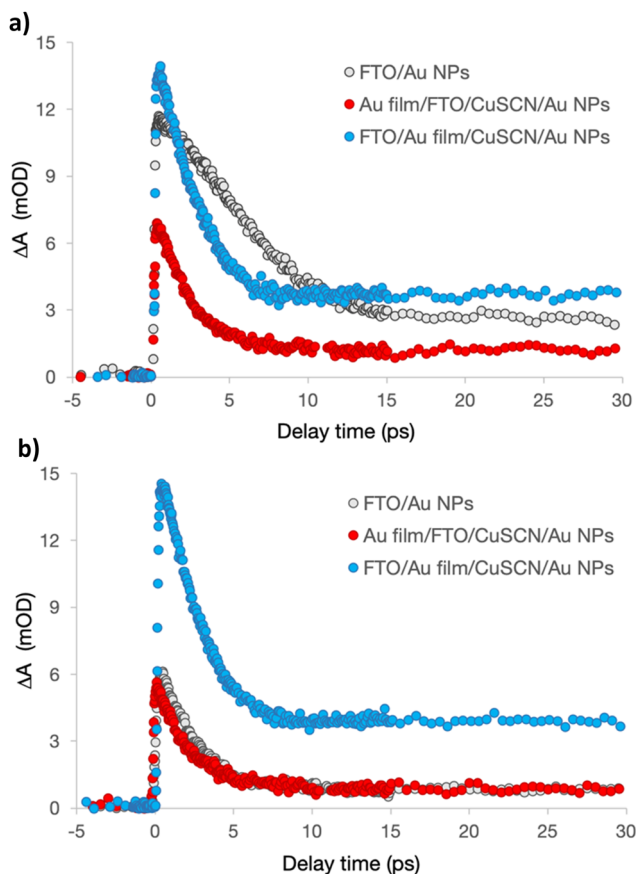 a)
15
12
9
6
3
0
ΔA (mOD)
FTO/Au NPs
Au film/FTO/CuSCN/Au NPs
FTO/Au film/CuSCN/Au NPs
-5 0 5 10 15 20 25 30
Delay time (ps)
b)
15
12
9
6
3
0
ΔA (mOD)
FTO/Au NPs
Au film/FTO/CuSCN/Au NPs
FTO/Au film/CuSCN/Au NPs
-5 0 5 10 15 20 25 30
Delay time (ps)